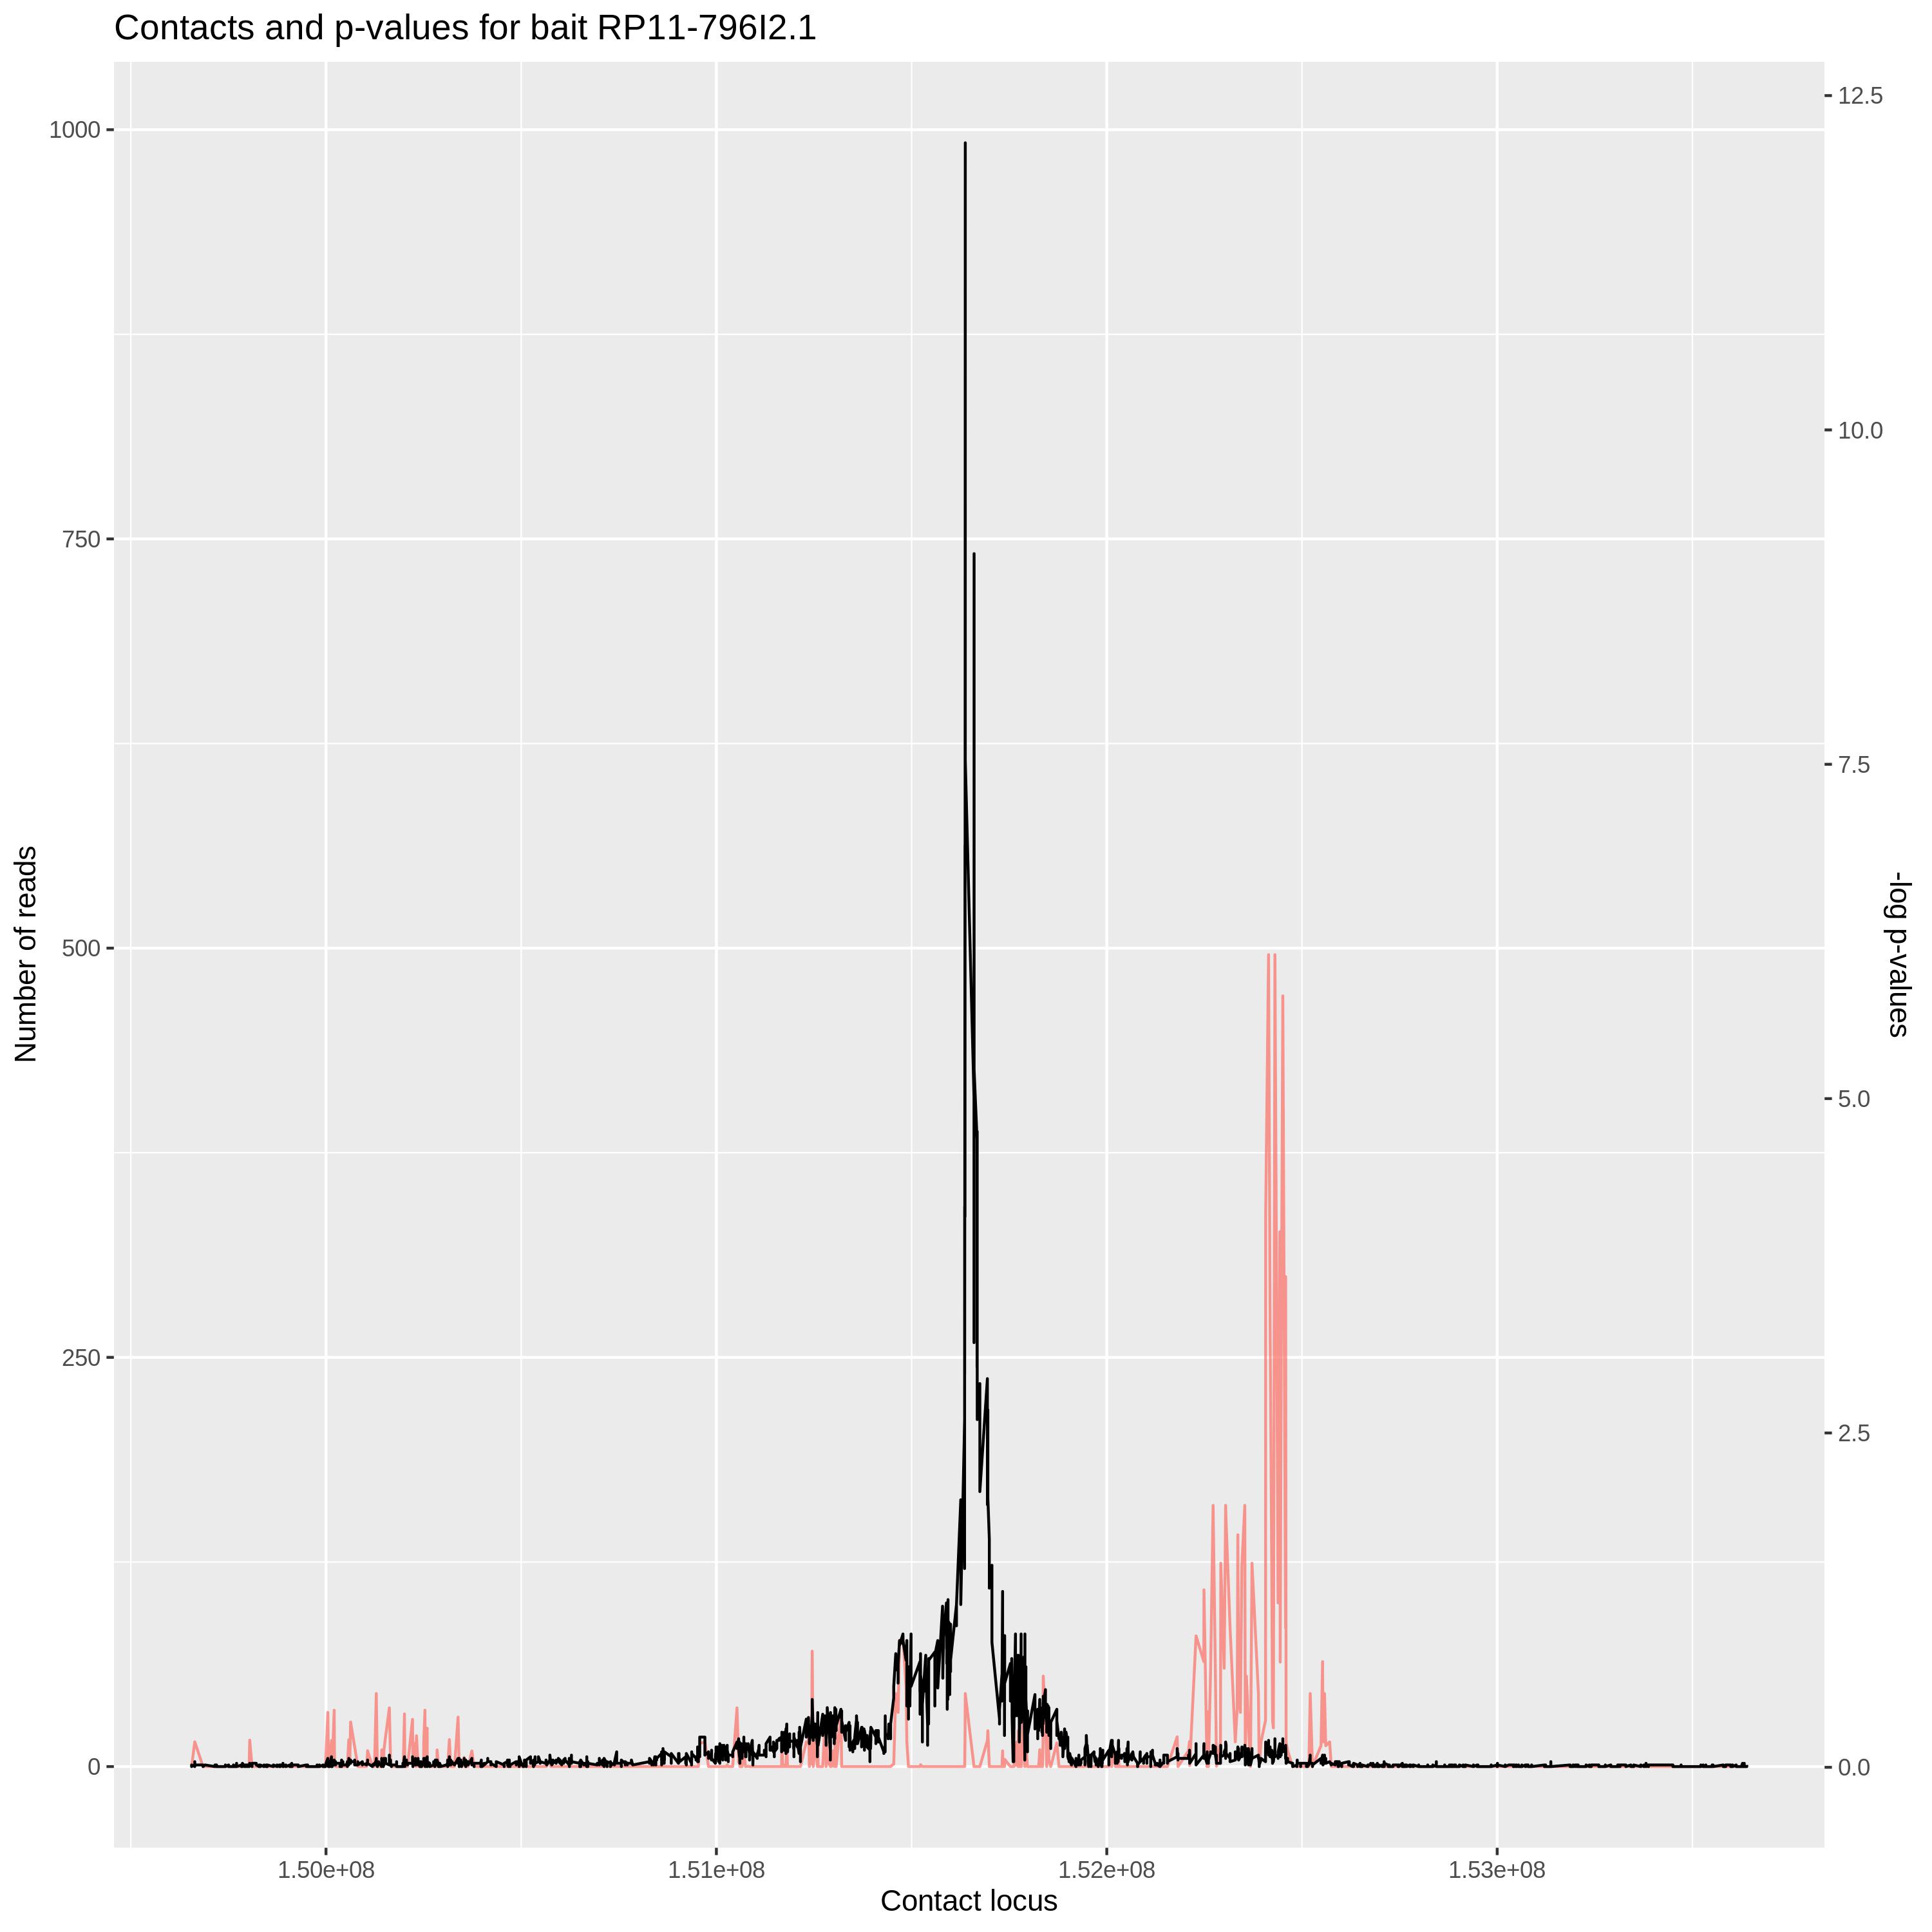 Contacts and p-values for bait RP11-796I2.1
1000
750
500
250
0
Number of reads
12.5
10.0
7.5
5.0
2.5
0.0
-log p-values
1.50e+08
1.51e+08
1.52e+08
1.53e+08
Contact locus